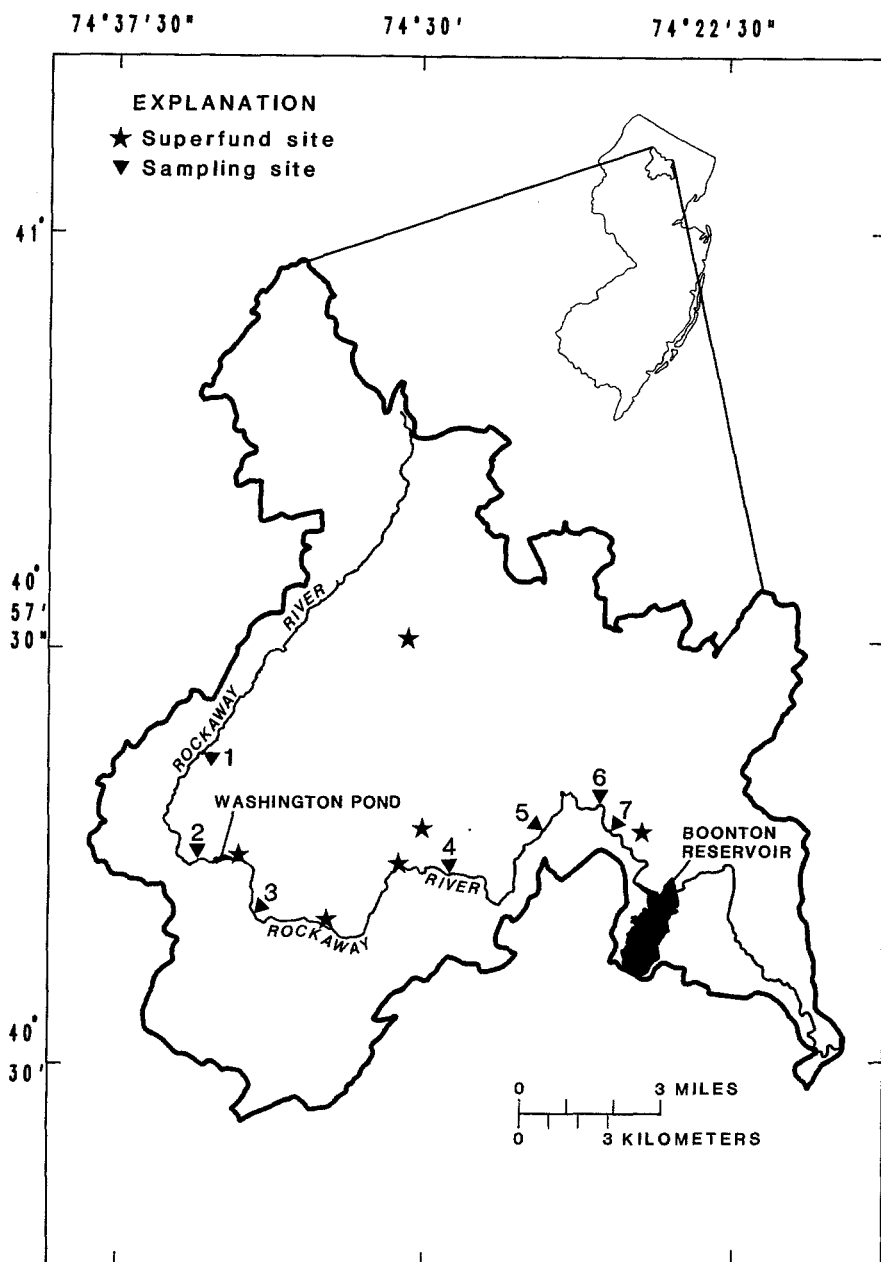 74°37'30"
74°30'
74°22'30"
EXPLANATION
Superfund site
Sampling site
41°
40°
57'
30"
ROCKAWAY
RIVER
1
WASHINGTON POND
2
3
ROCKAWAY
RIVER
4
5
6
7
BOONTON
RESERVOIR
40°
30'
0
3 MILES
0
3 KILOMETERS